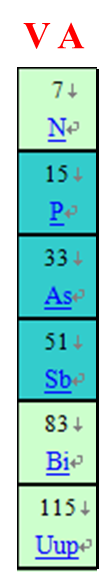 V A
7↓
N↵
15↓
P↵
33↓
As↵
51↓
Sb↵
83↓
Bi↵
115↓
Uup↵